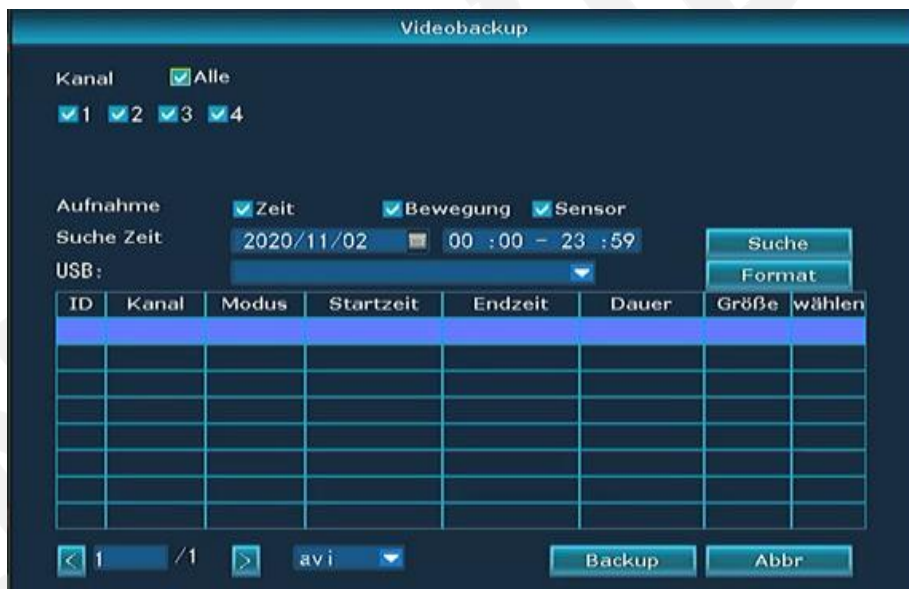 Videobackup
Kanal Alle
1 2 3 4
Aufnahme Zeit Bewegung Sensor
Suche Zeit 2020/11/02 00 :00 - 23 :59 Suche
USB: Format
ID Kanal Modus Startzeit Endzeit Dauer Größe wählen
< 1 /1 > avi Backup Abbr